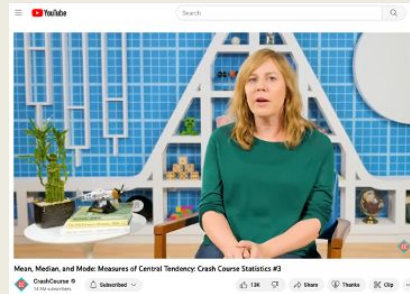 YouTube
Search
Mean, Median, and Mode: Measures of Central Tendency: Crash Course Statistics #3
CrashCourse
Subscribed
13K
Share
Thanks
Clip